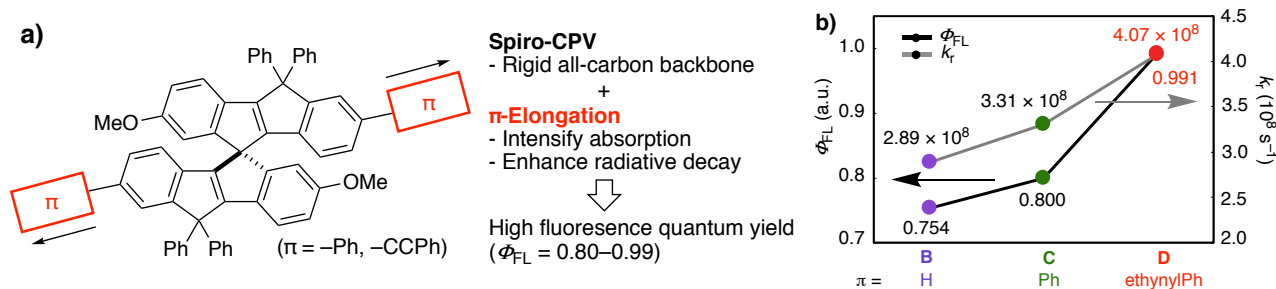 a)
Ph Ph
π
MeO
OMe
π
Ph Ph
(π = –Ph, –CCPh)
Spiro-CPV
- Rigid all-carbon backbone
+
π-Elongation
- Intensify absorption
- Enhance radiative decay
High fluoresence quantum yield
(ΦFL = 0.80–0.99)
b)
ΦFL
kr
1.0
0.9
0.8
0.7
ΦFL (a.u.)
4.5
4.0
3.5
3.0
2.5
2.0
kr (10⁸ s⁻¹)
4.07 × 10⁸
0.991
3.31 × 10⁸
2.89 × 10⁸
0.800
0.754
B C D
π = H Ph ethynylPh